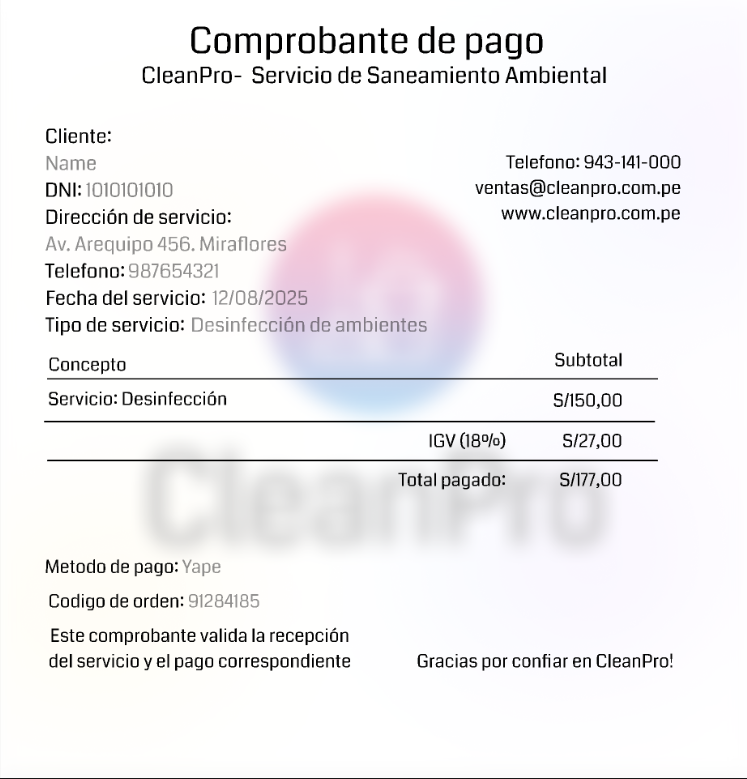 Comprobante de pago
CleanPro- Servicio de Saneamiento Ambiental
Cliente:
Name
DNI: 1010101010
Dirección de servicio:
Av. Arequipo 456. Miraflores
Telefono: 987654321
Fecha del servicio: 12/08/2025
Tipo de servicio: Desinfección de ambientes
Telefono: 943-141-000
ventas@cleanpro.com.pe
www.cleanpro.com.pe
Concepto Subtotal
Servicio: Desinfección S/150,00
IGV (18%) S/27,00
Total pagado: S/177,00
CleanPro
Metodo de pago: Yape
Codigo de orden: 91284185
Este comprobante valida la recepción
del servicio y el pago correspondiente
Gracias por confiar en CleanPro!